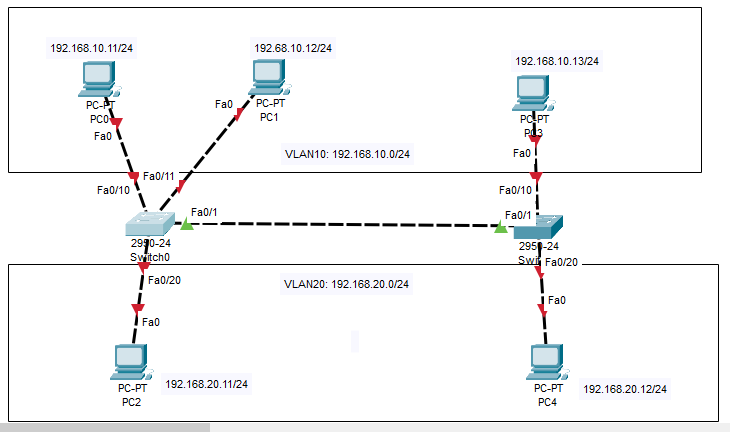 192.168.10.11/24
192.68.10.12/24
192.168.10.13/24
PC-PT
PC0
Fa0
Fa0
PC-PT
PC1
PC-PT
PC3
Fa0
VLAN10: 192.168.10.0/24
Fa0/10
Fa0/11
Fa0/10
Fa0/1
Fa0/1
2950-24
Switch0
2950-24
Fa0/20
Fa0/20
VLAN20: 192.168.20.0/24
Fa0
Fa0
PC-PT
PC2
192.168.20.11/24
PC-PT
PC4
192.168.20.12/24